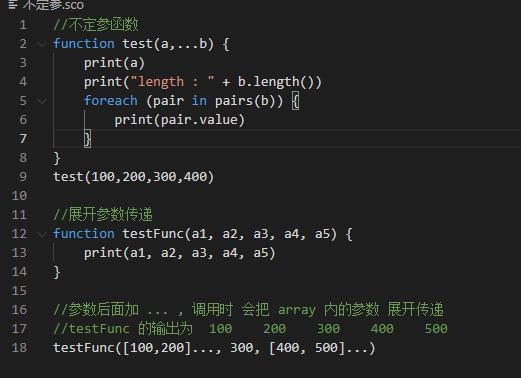 不定参.sco
1 //不定参函数
2 function test(a,...b) {
3 print(a)
4 print("length : " + b.length())
5 foreach (pair in pairs(b)) {
6 print(pair.value)
7 }
8 }
9 test(100,200,300,400)
10
11 //展开参数传递
12 function testFunc(a1, a2, a3, a4, a5) {
13 print(a1, a2, a3, a4, a5)
14 }
15
16 //参数后面加 ... , 调用时 会把 array 内的参数 展开传递
17 //testFunc 的输出为 100 200 300 400 500
18 testFunc([100,200]..., 300, [400, 500]...)